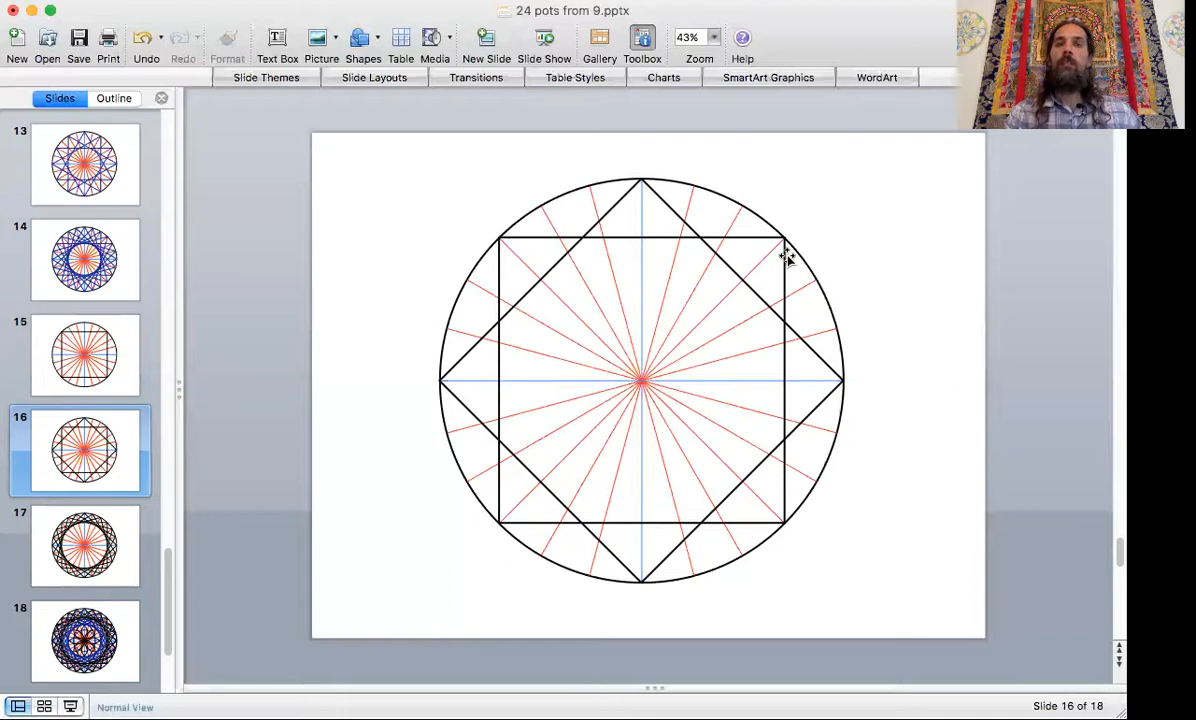 24 pots from 9.pptx
New Open Save Print Undo Redo Format Text Box Picture Shapes Table Media New Slide Slide Show Gallery Toolbox Zoom Help
43%
Slide Themes Slide Layouts Transitions Table Styles Charts SmartArt Graphics WordArt
Slides Outline
13
14
15
16
17
18
Normal View Slide 16 of 18